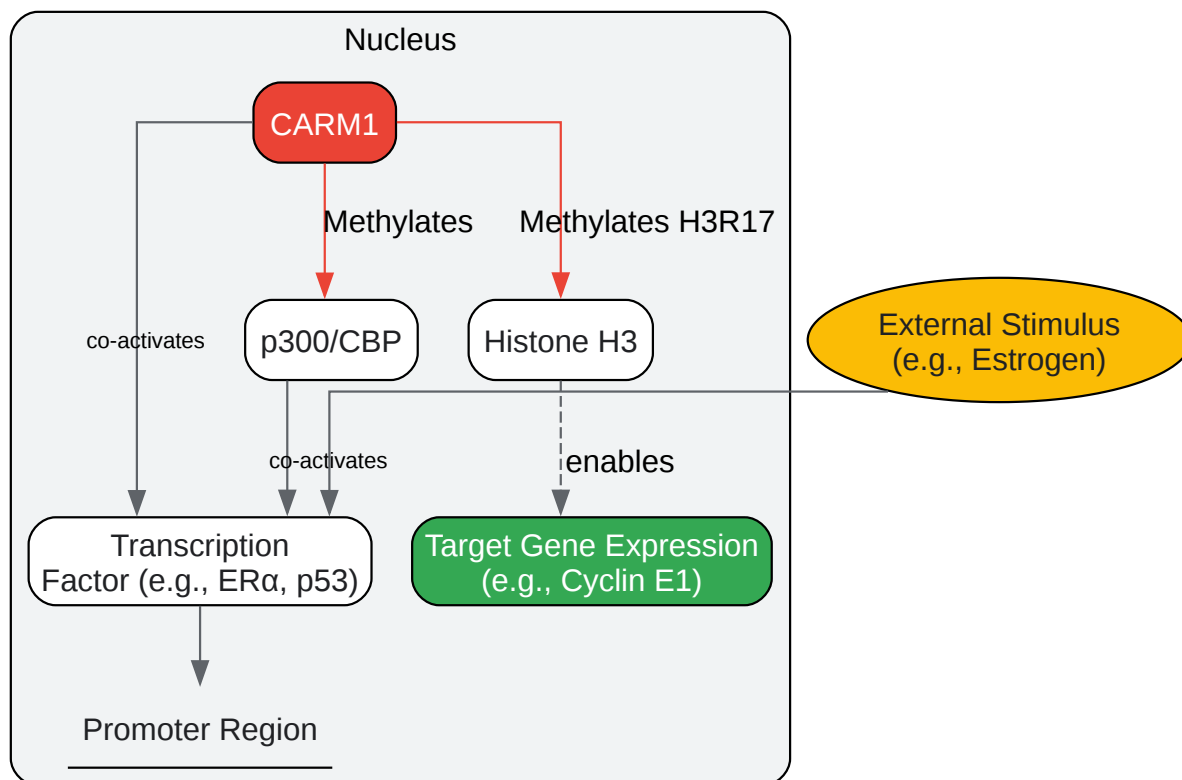 Nucleus
CARM1
Methylates
Methylates H3R17
co-activates
p300/CBP
Histone H3
External Stimulus
(e.g., Estrogen)
co-activates
enables
Transcription
Factor (e.g., ERα, p53)
Target Gene Expression
(e.g., Cyclin E1)
Promoter Region